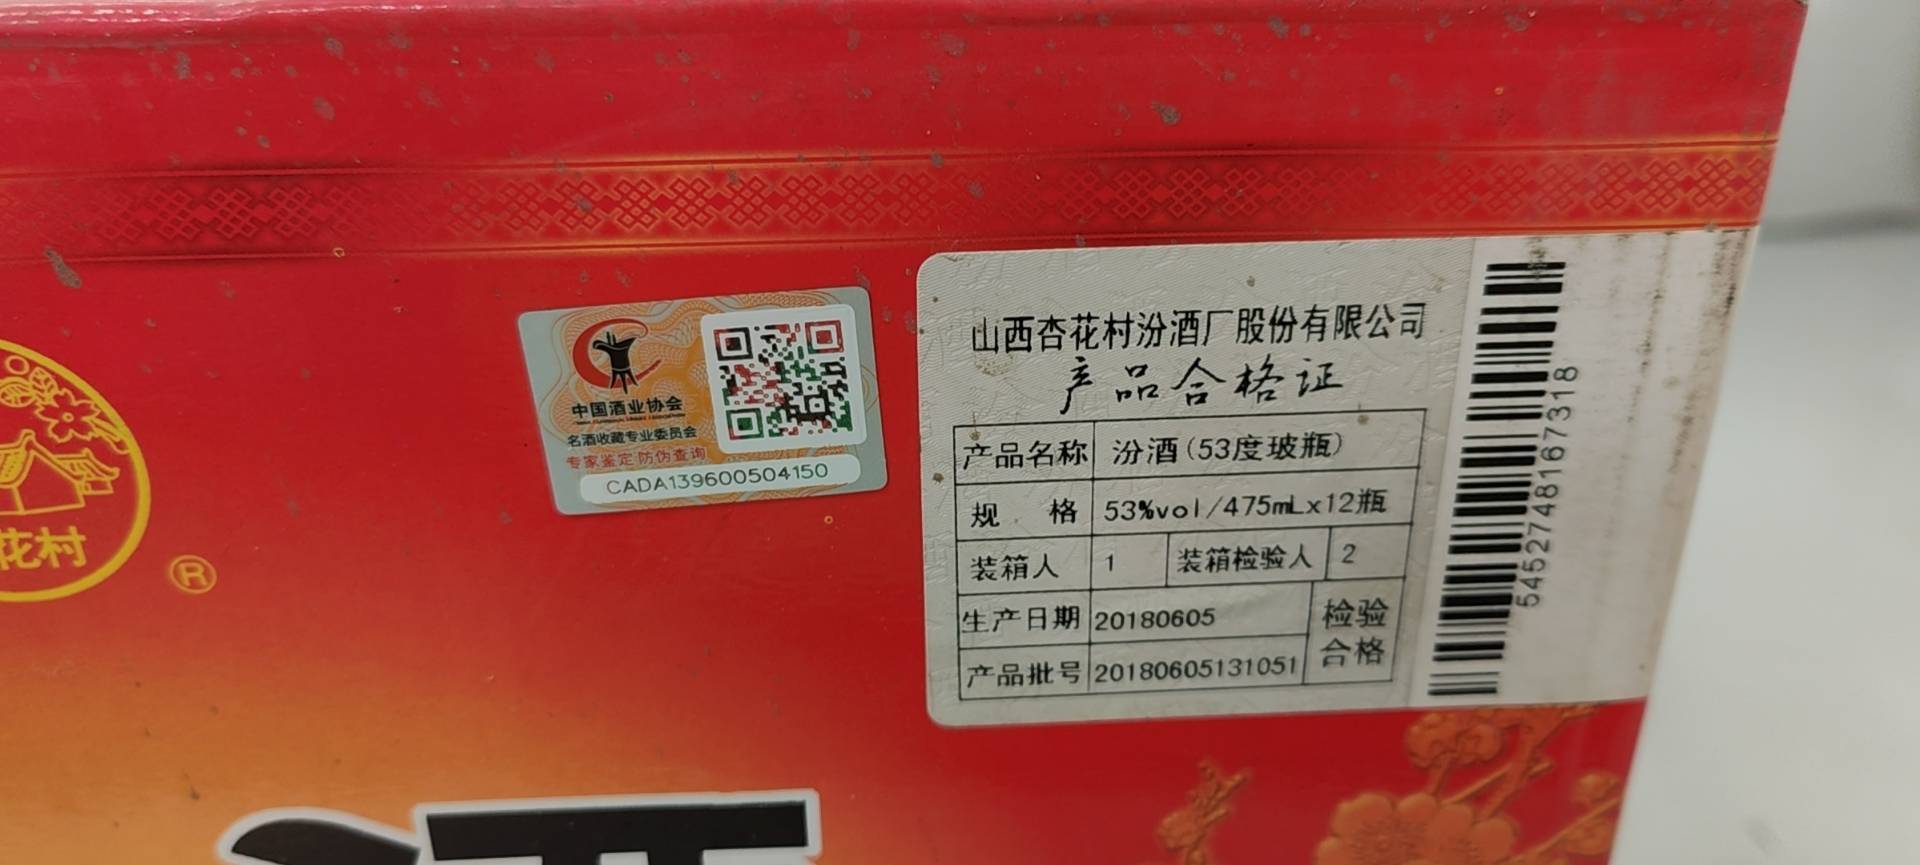 花村
®
中国酒业协会
名酒收藏专业委员会
专家鉴定 防伪查询
CADA139600504150
山西杏花村汾酒厂股份有限公司
产品合格证
产品名称 汾酒(53度玻瓶)
规 格 53%vol/475mLx12瓶
装箱人 1 装箱检验人 2
生产日期 20180605 检验
产品批号 20180605131051 合格
5452748167318